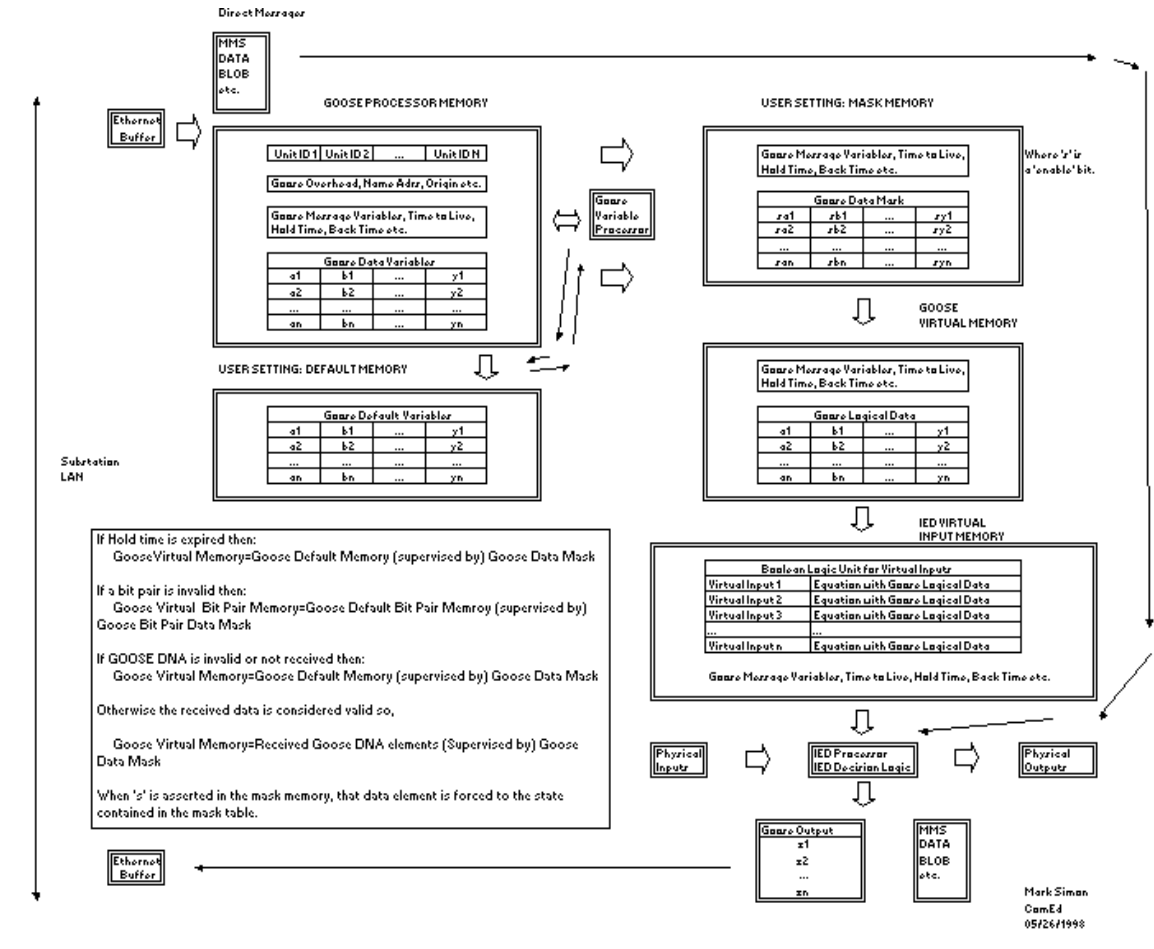 Direct Messages
MMS
DATA
BLOB
etc.
GOOSE PROCESSOR MEMORY
USER SETTING: MASK MEMORY
Ethernet
Buffer
Unit ID 1 Unit ID 2 ... Unit ID N
Goose Overhead, Name Adrs, Origin etc.
Goose Message Variables, Time to Live,
Hold Time, Back Time etc.
Goose Data Variables
a1 b1 ... y1
a2 b2 ... y2
... ... ... ...
an bn ... yn
Goose
Variable
Processor
Goose Message Variables, Time to Live,
Hold Time, Back Time etc.
Goose Data Mark
sa1 sb1 ... sy1
sa2 sb2 ... sy2
... ... ... ...
san sbn ... syn
Where 's' is
a 'enable' bit.
USER SETTING: DEFAULT MEMORY
Goose Default Variables
a1 b1 ... y1
a2 b2 ... y2
... ... ... ...
an bn ... yn
GOOSE
VIRTUAL MEMORY
Goose Message Variables, Time to Live,
Hold Time, Back Time etc.
Goose Logical Data
a1 b1 ... y1
a2 b2 ... y2
... ... ... ...
an bn ... yn
Substation
LAN
IED VIRTUAL
INPUT MEMORY
Boolean Logic Unit for Virtual Inputs
Virtual Input 1 Equation with Goose Logical Data
Virtual Input 2 Equation with Goose Logical Data
Virtual Input 3 Equation with Goose Logical Data
... ...
Virtual Input n Equation with Goose Logical Data
Goose Message Variables, Time to Live, Hold Time, Back Time etc.
If Hold time is expired then:
GooseVirtual Memory=Goose Default Memory (supervised by) Goose Data Mask
If a bit pair is invalid then:
Goose Virtual Bit Pair Memory=Goose Default Bit Pair Memroy (supervised by)
Goose Bit Pair Data Mask
If GOOSE DNA is invalid or not received then:
Goose Virtual Memory=Goose Default Memory (supervised by) Goose Data Mask
Otherwise the received data is considered valid so,
Goose Virtual Memory=Received Goose DNA elements (Supervised by) Goose
Data Mask
When 's' is asserted in the mask memory, that data element is forced to the state
contained in the mask table.
Physical
Inputs
IED Processor
IED Decision Logic
Physical
Outputs
Goose Output
z1
z2
...
zn
MMS
DATA
BLOB
etc.
Ethernet
Buffer
Mark Simon
ComEd
05/26/1998